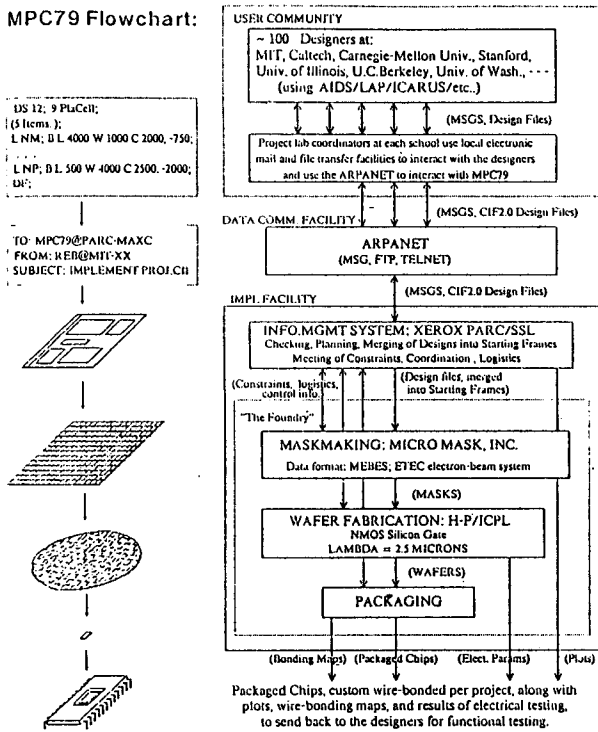 MPC79 Flowchart:
DS 12; 9 PlaCell;
(5 Items.);
L NM; B L 4000 W 1000 C 2000, -750;
. . . .
L NP; B L 500 W 4000 C 2500, -2000;
DF;
TO: MPC79@PARC-MAXC
FROM: REB@MIT-XX
SUBJECT: IMPLEMENT PROJ.CIF
USER COMMUNITY
~ 100 Designers at:
MIT, Caltech, Carnegie-Mellon Univ., Stanford,
Univ. of Illinois, U.C.Berkeley, Univ. of Wash., - - -
(using AIDS/LAP/ICARUS/etc..)
(MSGS, Design Files)
Project lab coordinators at each school use local electronic
mail and file transfer facilities to interact with the designers
and use the ARPANET to interact with MPC79
(MSGS, CIF2.0 Design Files)
DATA COMM. FACILITY
ARPANET
(MSG, FTP, TELNET)
(MSGS, CIF2.0 Design Files)
IMPL. FACILITY
INFO.MGMT SYSTEM; XEROX PARC/SSL
Checking, Planning, Merging of Designs into Starting Frames
Meeting of Constraints, Coordination , Logistics
(Constraints, logistics,
control info.)
(Design files, merged
into Starting Frames)
"The Foundry"
MASKMAKING: MICRO MASK, INC.
Data format: MEBES; ETEC electron-beam system
(MASKS)
WAFER FABRICATION: H-P/ICPL
NMOS Silicon Gate
LAMBDA = 2.5 MICRONS
(WAFERS)
PACKAGING
(Bonding Maps) (Packaged Chips) (Elect. Params) (Plots)
Packaged Chips, custom wire-bonded per project, along with
plots, wire-bonding maps, and results of electrical testing,
to send back to the designers for functional testing.